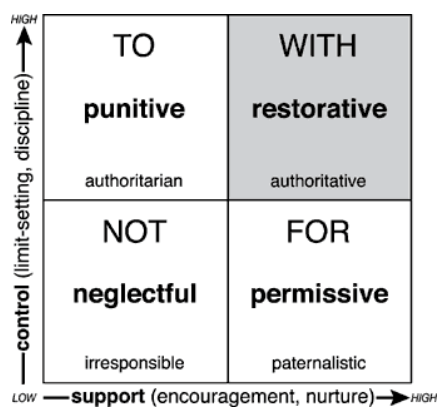 HIGH
control (limit-setting, discipline)
TO
punitive
authoritarian
WITH
restorative
authoritative
NOT
neglectful
irresponsible
FOR
permissive
paternalistic
LOW
support (encouragement, nurture)
HIGH